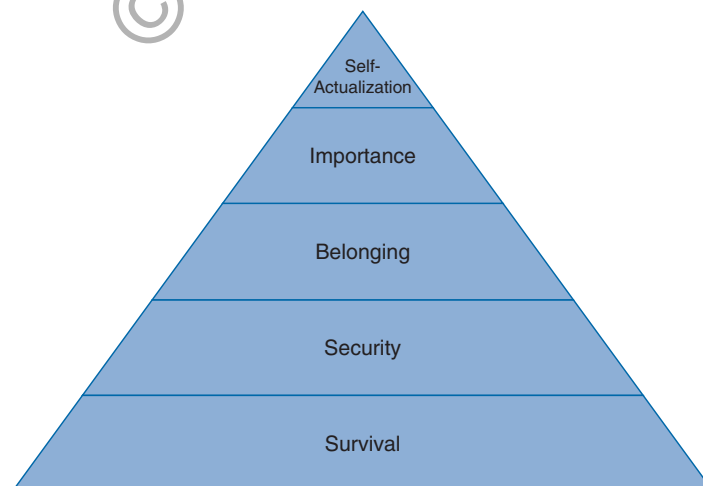 ©
Self-
Actualization
Importance
Belonging
Security
Survival